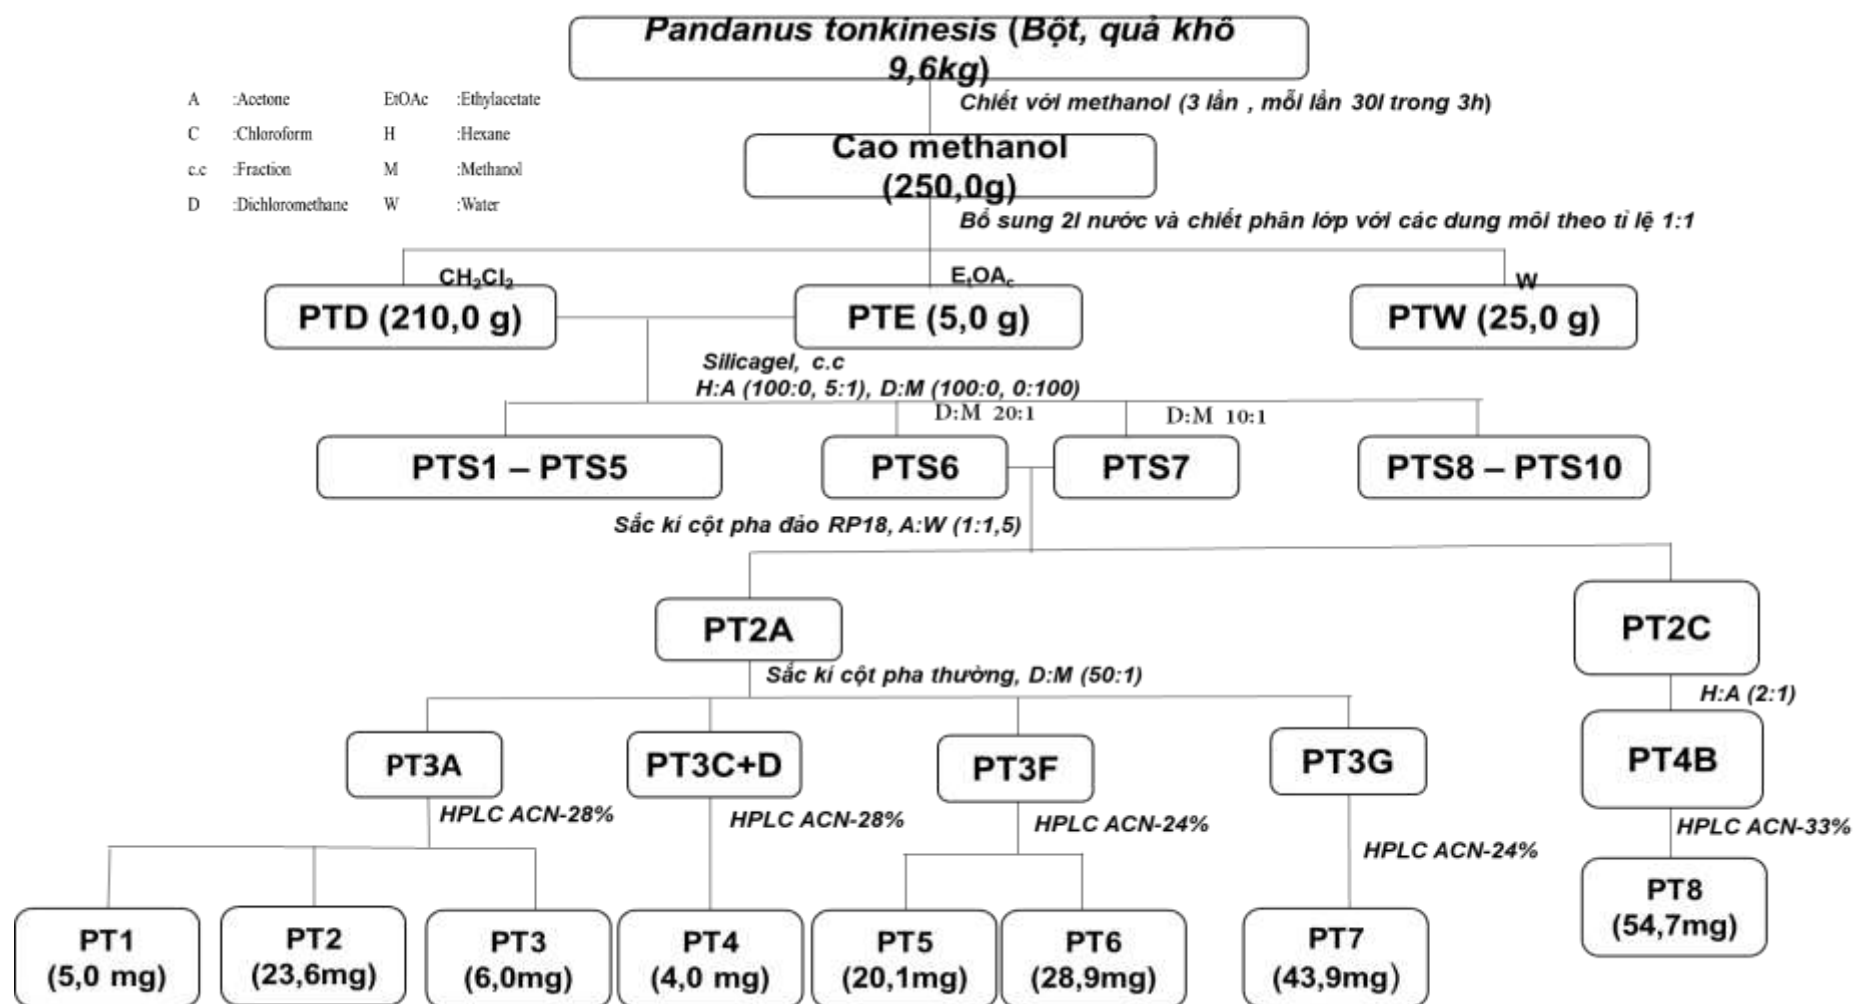 Pandanus tonkinesis (Bột, quả khô
9,6kg)
A :Acetone EtOAc :Ethylacetate
C :Chloroform H :Hexane
c.c :Fraction M :Methanol
D :Dichloromethane W :Water
Chiết với methanol (3 lần , mỗi lần 30l trong 3h)
Cao methanol
(250,0g)
Bổ sung 2l nước và chiết phân lớp với các dung môi theo tỉ lệ 1:1
CH₂Cl₂
EₜOA꜀
W
PTD (210,0 g)
PTE (5,0 g)
PTW (25,0 g)
Silicagel, c.c
H:A (100:0, 5:1), D:M (100:0, 0:100)
D:M 20:1
D:M 10:1
PTS1 – PTS5
PTS6
PTS7
PTS8 – PTS10
Sắc kí cột pha đảo RP18, A:W (1:1,5)
PT2A
PT2C
Sắc kí cột pha thường, D:M (50:1)
H:A (2:1)
PT3A
PT3C+D
PT3F
PT3G
PT4B
HPLC ACN-28%
HPLC ACN-28%
HPLC ACN-24%
HPLC ACN-24%
HPLC ACN-33%
PT1
(5,0 mg)
PT2
(23,6mg)
PT3
(6,0mg)
PT4
(4,0 mg)
PT5
(20,1mg)
PT6
(28,9mg)
PT7
(43,9mg)
PT8
(54,7mg)